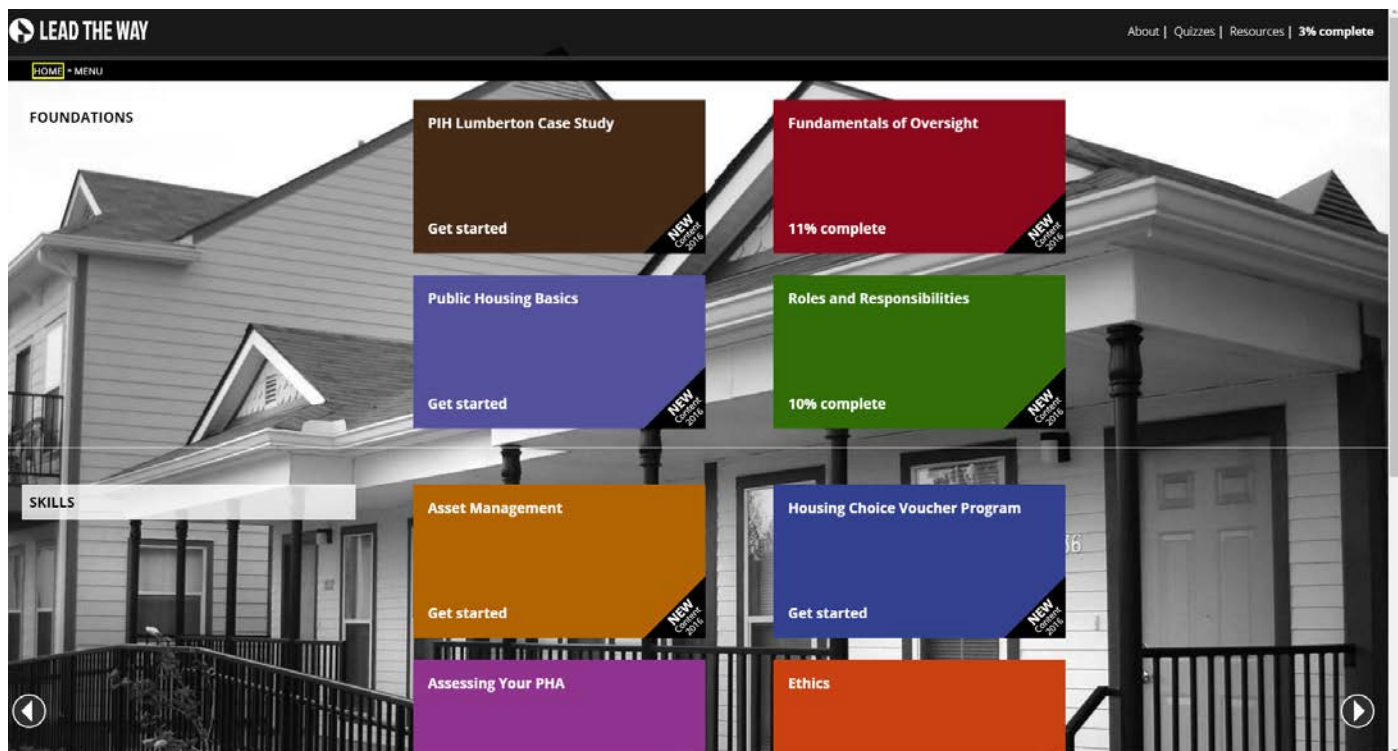 LEAD THE WAY
About | Quizzes | Resources | 3% complete
HOME • MENU
FOUNDATIONS
PIH Lumberton Case Study
Get started
NEW
Content
2016
Fundamentals of Oversight
11% complete
NEW
Content
2016
Public Housing Basics
Get started
NEW
Content
2016
Roles and Responsibilities
10% complete
NEW
Content
2016
SKILLS
Asset Management
Get started
NEW
Content
2016
Housing Choice Voucher Program
Get started
NEW
Content
2016
36
Assessing Your PHA
Ethics